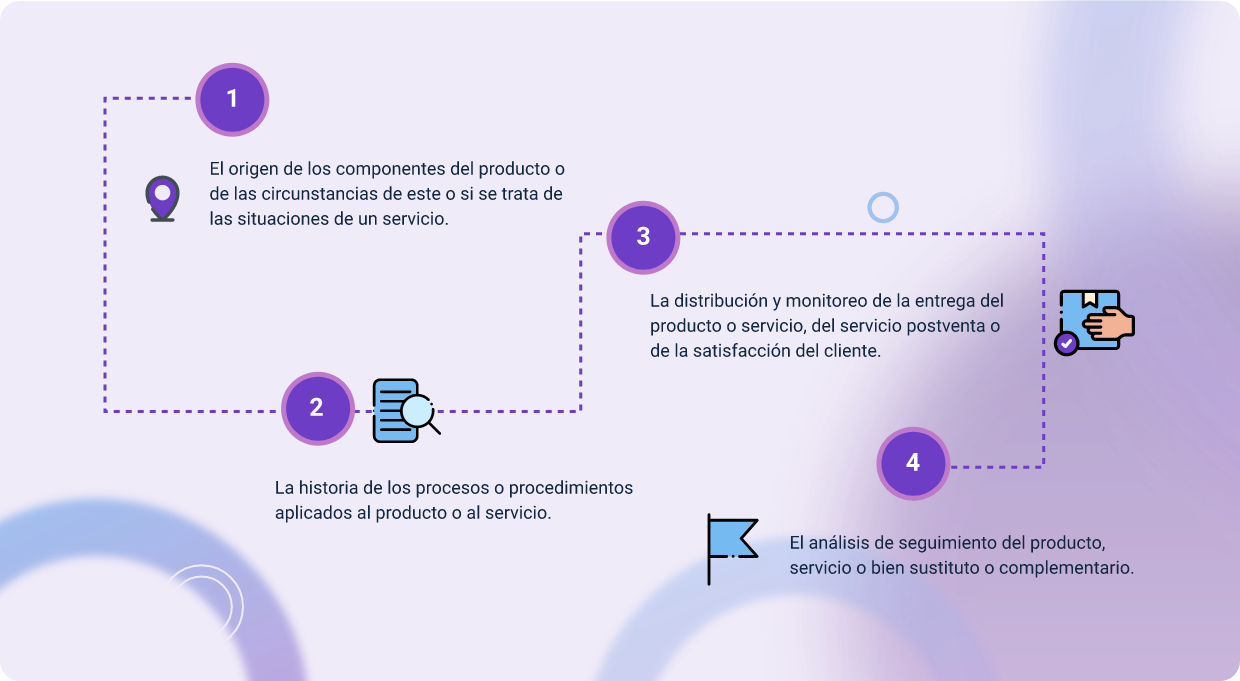 1
El origen de los componentes del producto o
de las circunstancias de este o si se trata de
las situaciones de un servicio.
2
La historia de los procesos o procedimientos
aplicados al producto o al servicio.
3
La distribución y monitoreo de la entrega del
producto o servicio, del servicio postventa o
de la satisfacción del cliente.
4
El análisis de seguimiento del producto,
servicio o bien sustituto o complementario.